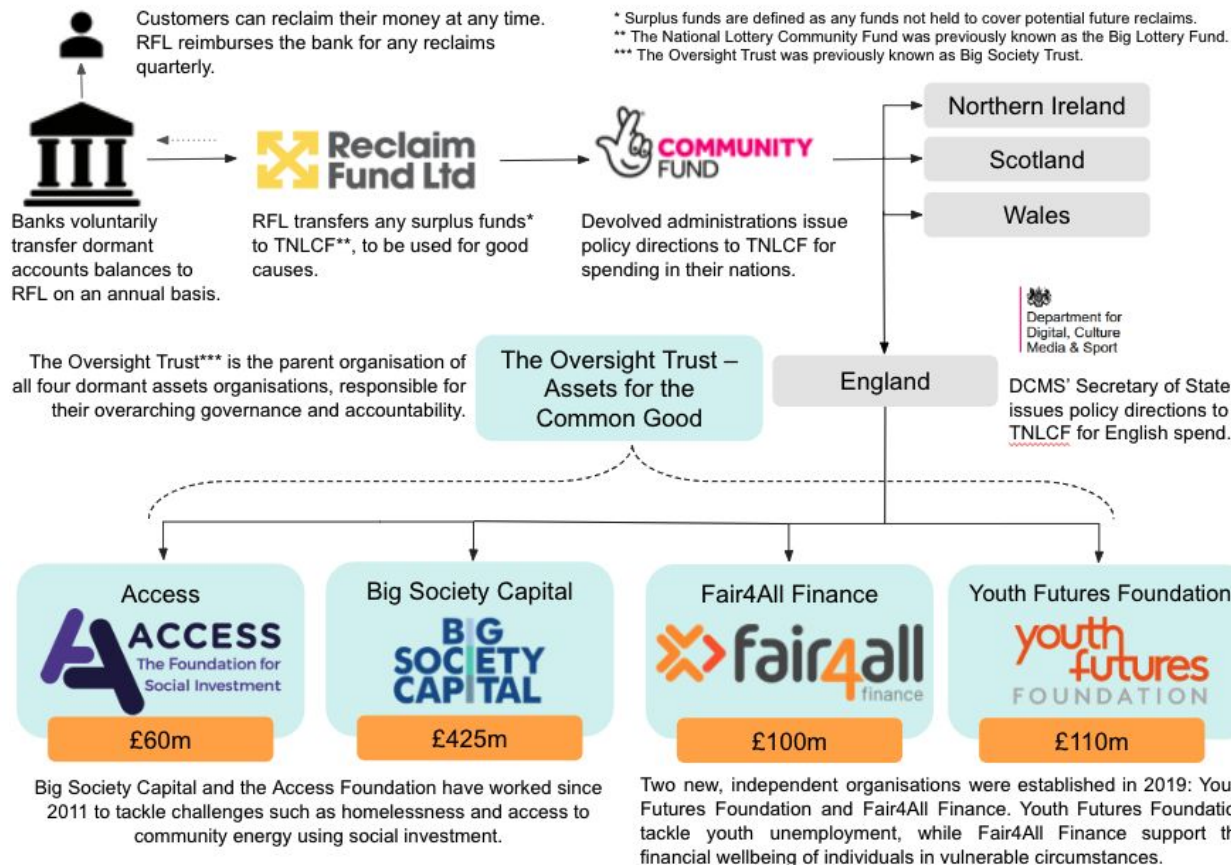 Customers can reclaim their money at any time.
RFL reimburses the bank for any reclaims
quarterly.
* Surplus funds are defined as any funds not held to cover potential future reclaims.
** The National Lottery Community Fund was previously known as the Big Lottery Fund.
*** The Oversight Trust was previously known as Big Society Trust.
Reclaim
Fund Ltd
COMMUNITY
FUND
Northern Ireland
Scotland
Wales
Banks voluntarily
transfer dormant
accounts balances to
RFL on an annual basis.
RFL transfers any surplus funds*
to TNLCF**, to be used for good
causes.
Devolved administrations issue
policy directions to TNLCF for
spending in their nations.
Department for
Digital, Culture
Media & Sport
The Oversight Trust*** is the parent organisation of
all four dormant assets organisations, responsible for
their overarching governance and accountability.
The Oversight Trust –
Assets for the
Common Good
England
DCMS' Secretary of State
issues policy directions to
TNLCF for English spend.
Access
ACCESS
The Foundation for
Social Investment
£60m
Big Society Capital
BIG
SOCIETY
CAPITAL
£425m
Fair4All Finance
fair4all
finance
£100m
Youth Futures Foundation
youth
futures
FOUNDATION
£110m
Big Society Capital and the Access Foundation have worked since
2011 to tackle challenges such as homelessness and access to
community energy using social investment.
Two new, independent organisations were established in 2019: You
Futures Foundation and Fair4All Finance. Youth Futures Foundatio
tackle youth unemployment, while Fair4All Finance support th
financial wellbeing of individuals in vulnerable circumstances.